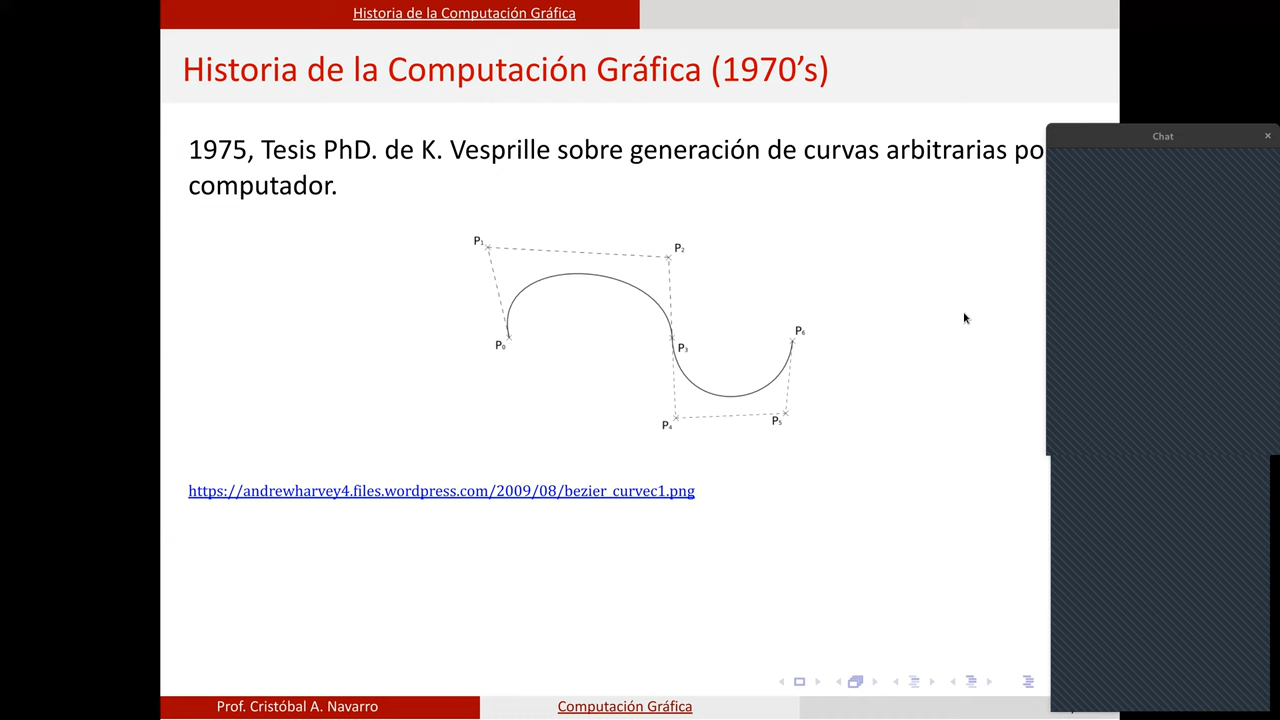 Historia de la Computación Gráfica
Historia de la Computación Gráfica (1970’s)
Chat
1975, Tesis PhD. de K. Vesprille sobre generación de curvas arbitrarias po
computador.
P₁
P₂
P₀
P₃
P₆
P₄
P₅
https://andrewharvey4.files.wordpress.com/2009/08/bezier_curvec1.png
Prof. Cristóbal A. Navarro
Computación Gráfica